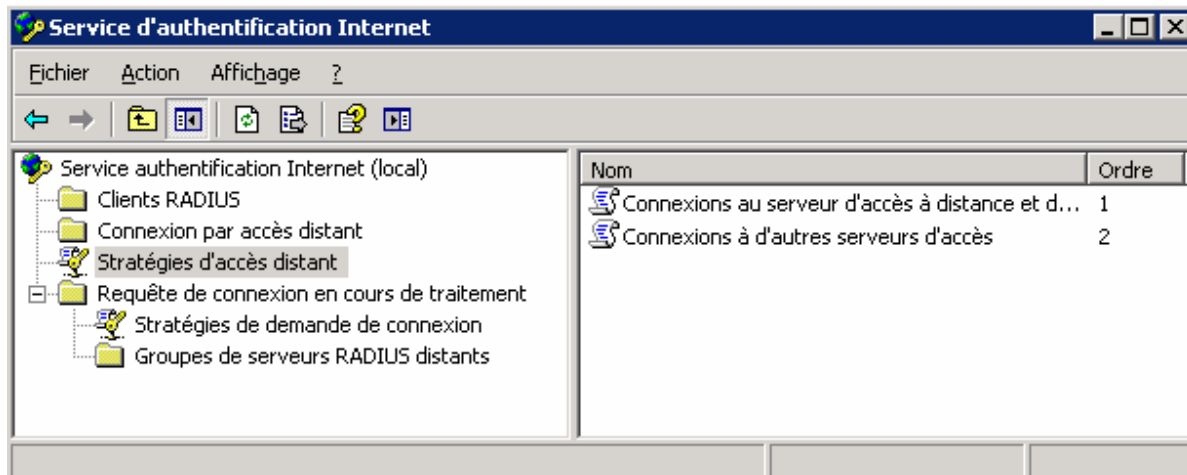 Service d'authentification Internet
Fichier Action Affichage ?
Service authentification Internet (local)
Clients RADIUS
Connexion par accès distant
Stratégies d'accès distant
Requête de connexion en cours de traitement
Stratégies de demande de connexion
Groupes de serveurs RADIUS distants
Nom Ordre
Connexions au serveur d'accès à distance et d... 1
Connexions à d'autres serveurs d'accès 2